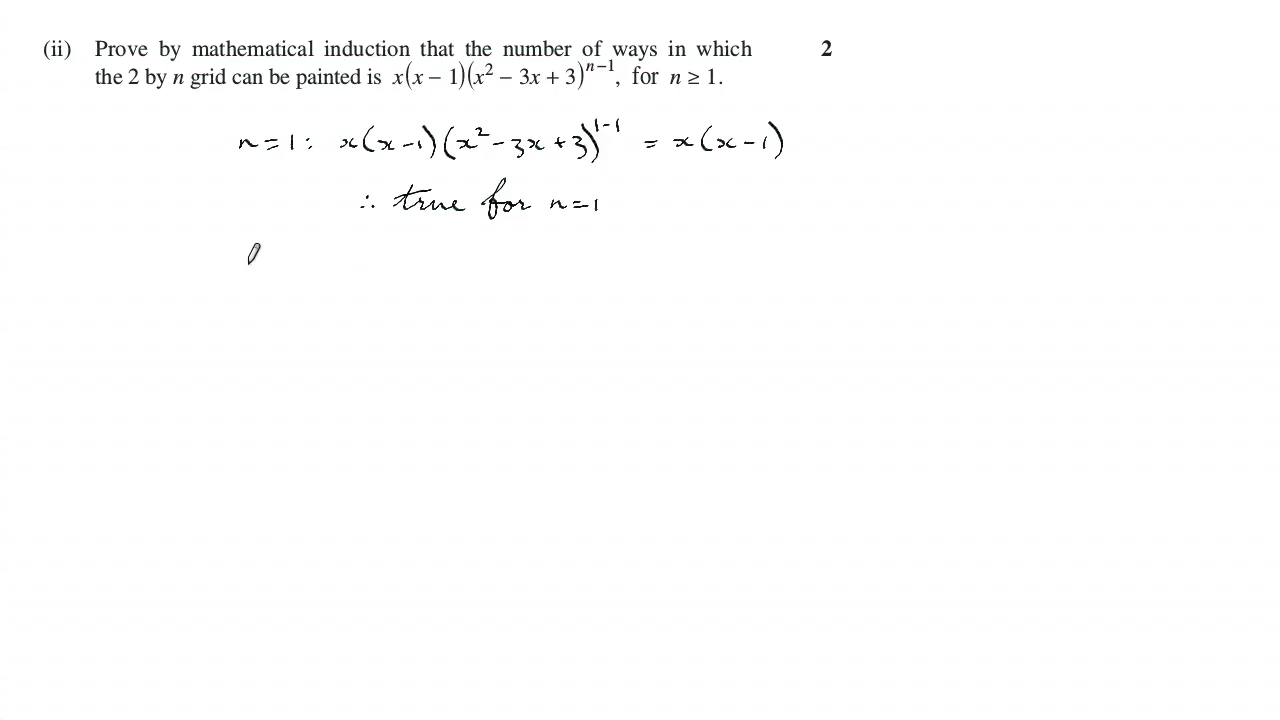 (ii) Prove by mathematical induction that the number of ways in which 2
the 2 by n grid can be painted is x(x − 1)(x² − 3x + 3)ⁿ⁻¹, for n ≥ 1.
n = 1 : x(x − 1)(x² − 3x + 3)¹⁻¹ = x(x − 1)
∴ true for n = 1